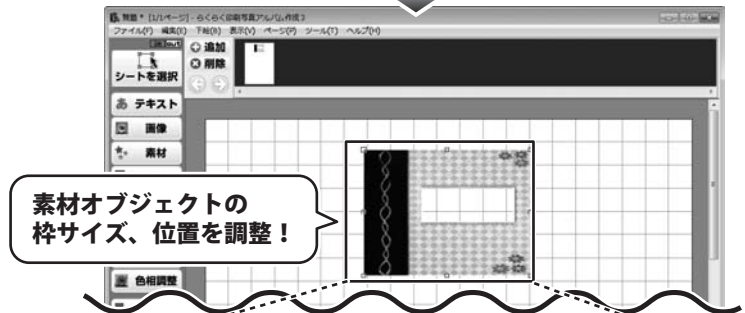 無題 * [1/1ページ] - らくらく印刷写真アルバム作成3
ファイル(F) 編集(E) 下絵(B) 表示(V) ページ(P) ツール(T) ヘルプ(H)
in out
追加
削除
シートを選択
あ テキスト
画像
素材
素材オブジェクトの
枠サイズ、位置を調整！
色相調整